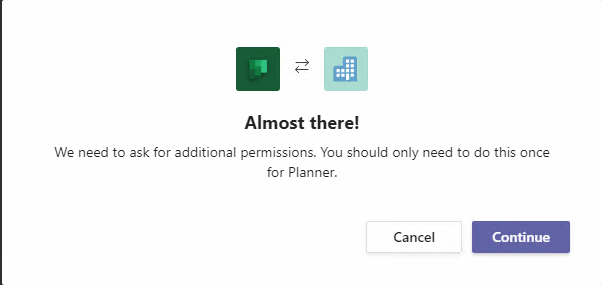 Almost there!
We need to ask for additional permissions. You should only need to do this once
for Planner.
Cancel
Continue